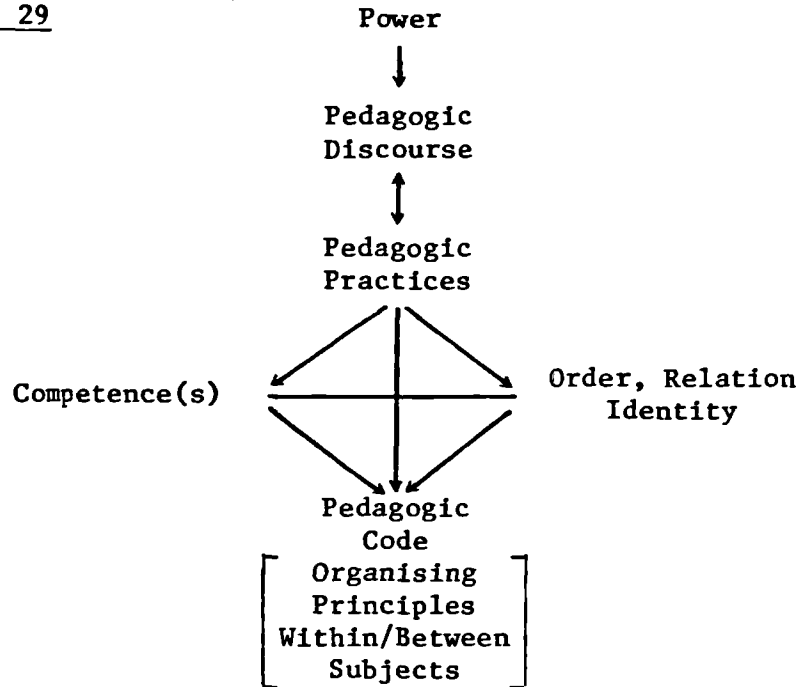 29
Power
Pedagogic
Discourse
Pedagogic
Practices
Competence(s)
Order, Relation
Identity
Pedagogic
Code
Organising
Principles
Within/Between
Subjects